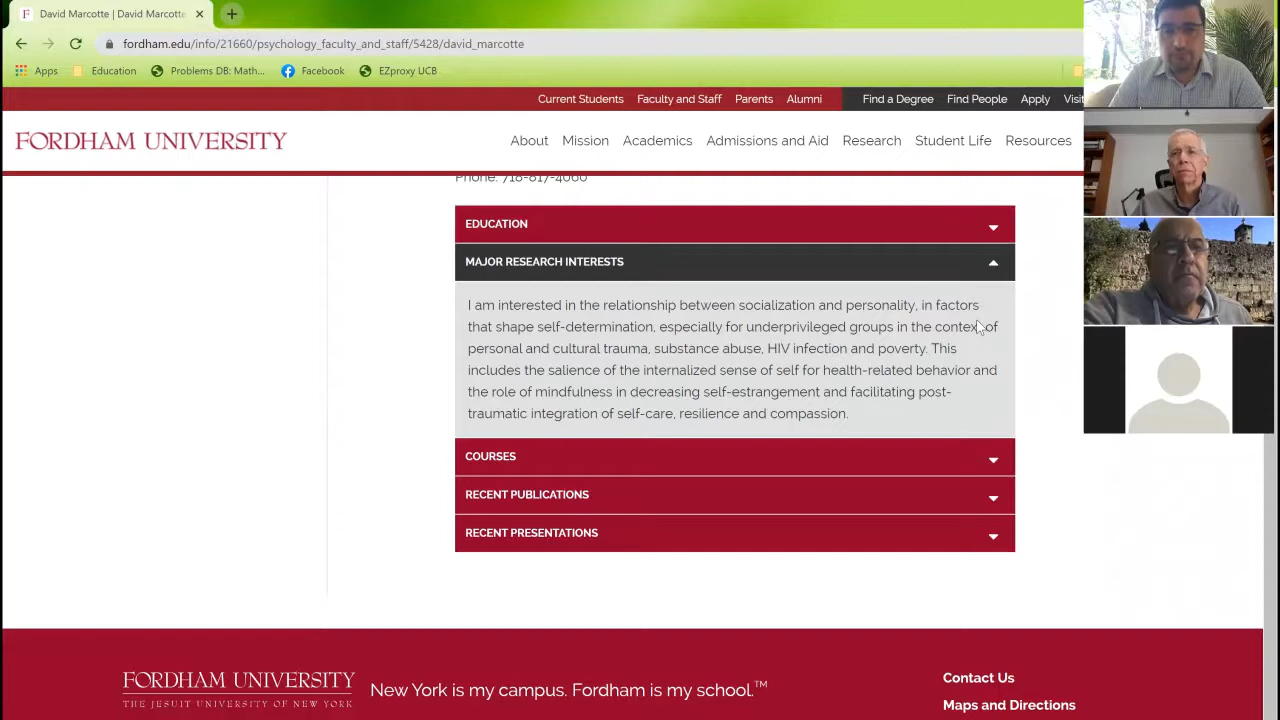 David Marcotte | David Marcotte
fordham.edu/info/21660/psychology_faculty_and_staff/5428/david_marcotte
Apps Education Problems DB: Math... Facebook EZproxy UCB
Current Students Faculty and Staff Parents Alumni Find a Degree Find People Apply Visit
FORDHAM UNIVERSITY About Mission Academics Admissions and Aid Research Student Life Resources
Phone: 718-817-4060
EDUCATION
MAJOR RESEARCH INTERESTS
I am interested in the relationship between socialization and personality, in factors
that shape self-determination, especially for underprivileged groups in the context of
personal and cultural trauma, substance abuse, HIV infection and poverty. This
includes the salience of the internalized sense of self for health-related behavior and
the role of mindfulness in decreasing self-estrangement and facilitating post-
traumatic integration of self-care, resilience and compassion.
COURSES
RECENT PUBLICATIONS
RECENT PRESENTATIONS
FORDHAM UNIVERSITY
THE JESUIT UNIVERSITY OF NEW YORK
New York is my campus. Fordham is my school.™
Contact Us
Maps and Directions